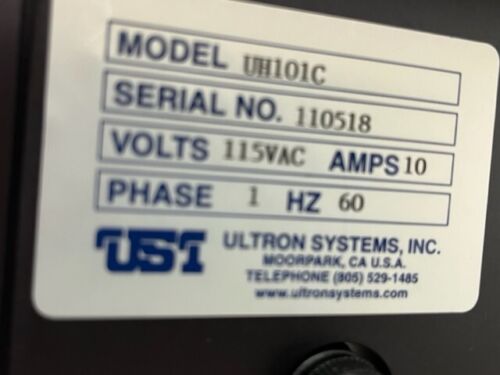 MODEL UH101C
SERIAL NO. 110518
VOLTS 115VAC AMPS 10
PHASE 1 HZ 60
USI ULTRON SYSTEMS, INC.
MOORPARK, CA U.S.A.
TELEPHONE (805) 529-1485
www.ultronsystems.com